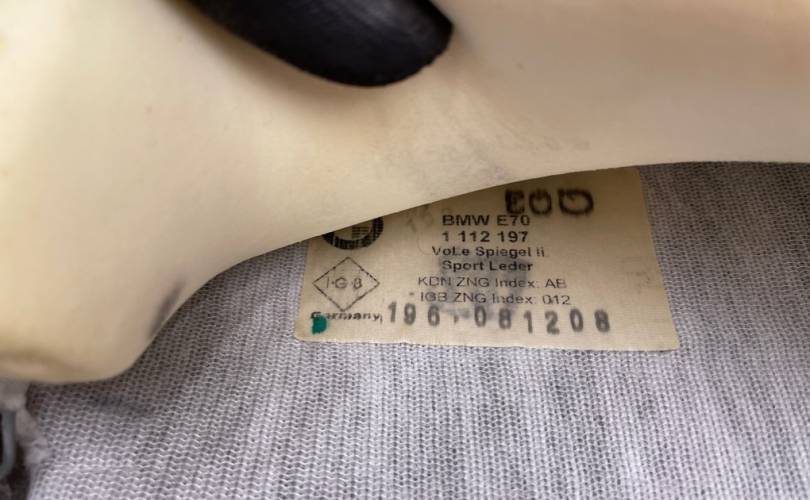 BMW E70
1 112 197
VoLe Spiegel li.
Sport Leder
I·G·B
KDN ZNG Index: AB
IGB ZNG Index: 012
Germany
196·081208